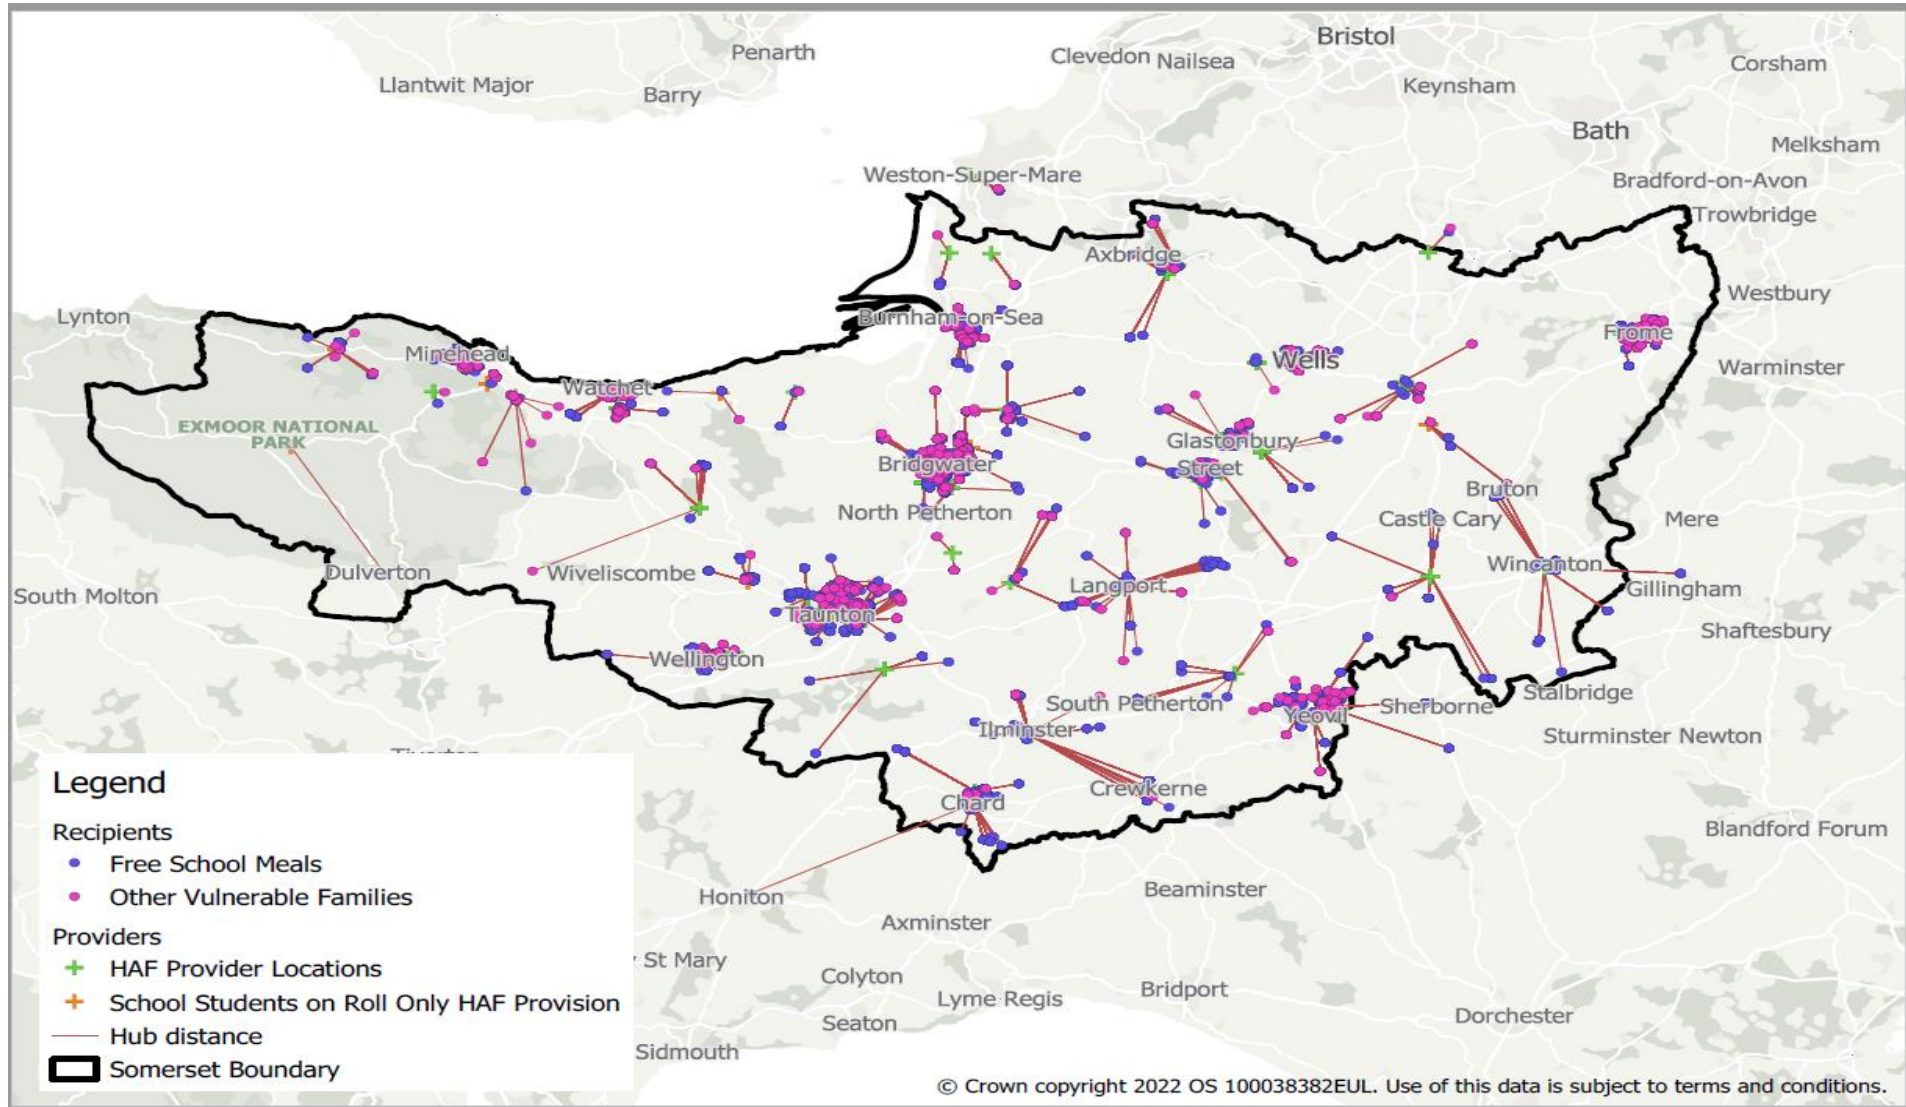 Bristol
Penarth
Clevedon
Nailsea
Corsham
Llantwit Major
Barry
Keynsham
Bath
Melksham
Weston-Super-Mare
Bradford-on-Avon
Trowbridge
Axbridge
Westbury
Lynton
Burnham-on-Sea
Frome
Minehead
Wells
Warminster
Watchet
EXMOOR NATIONAL
PARK
Glastonbury
Bridgwater
Street
Bruton
North Petherton
Castle Cary
Mere
Dulverton
Wiveliscombe
Wincanton
South Molton
Langport
Gillingham
Taunton
Shaftesbury
Wellington
Stalbridge
South Petherton
Sherborne
Yeovil
Ilminster
Sturminster Newton
Tiverton
Crewkerne
Chard
Blandford Forum
Honiton
Beaminster
Axminster
St Mary
Colyton
Lyme Regis
Bridport
Seaton
Dorchester
Sidmouth
Legend
Recipients
Free School Meals
Other Vulnerable Families
Providers
HAF Provider Locations
School Students on Roll Only HAF Provision
Hub distance
Somerset Boundary
© Crown copyright 2022 OS 100038382EUL. Use of this data is subject to terms and conditions.